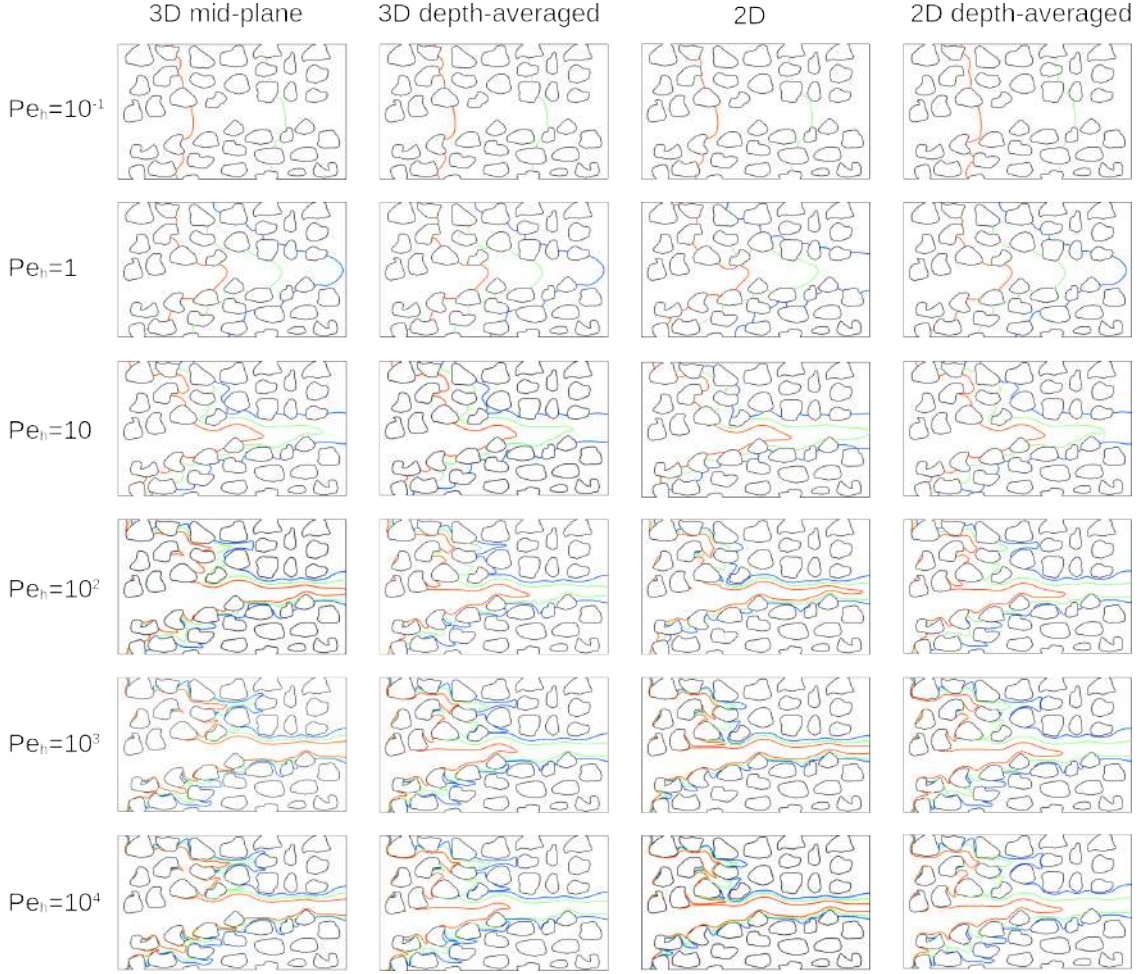 3D mid-plane 3D depth-averaged 2D 2D depth-averaged
Peₕ=10⁻¹
Peₕ=1
Peₕ=10
Peₕ=10²
Peₕ=10³
Peₕ=10⁴